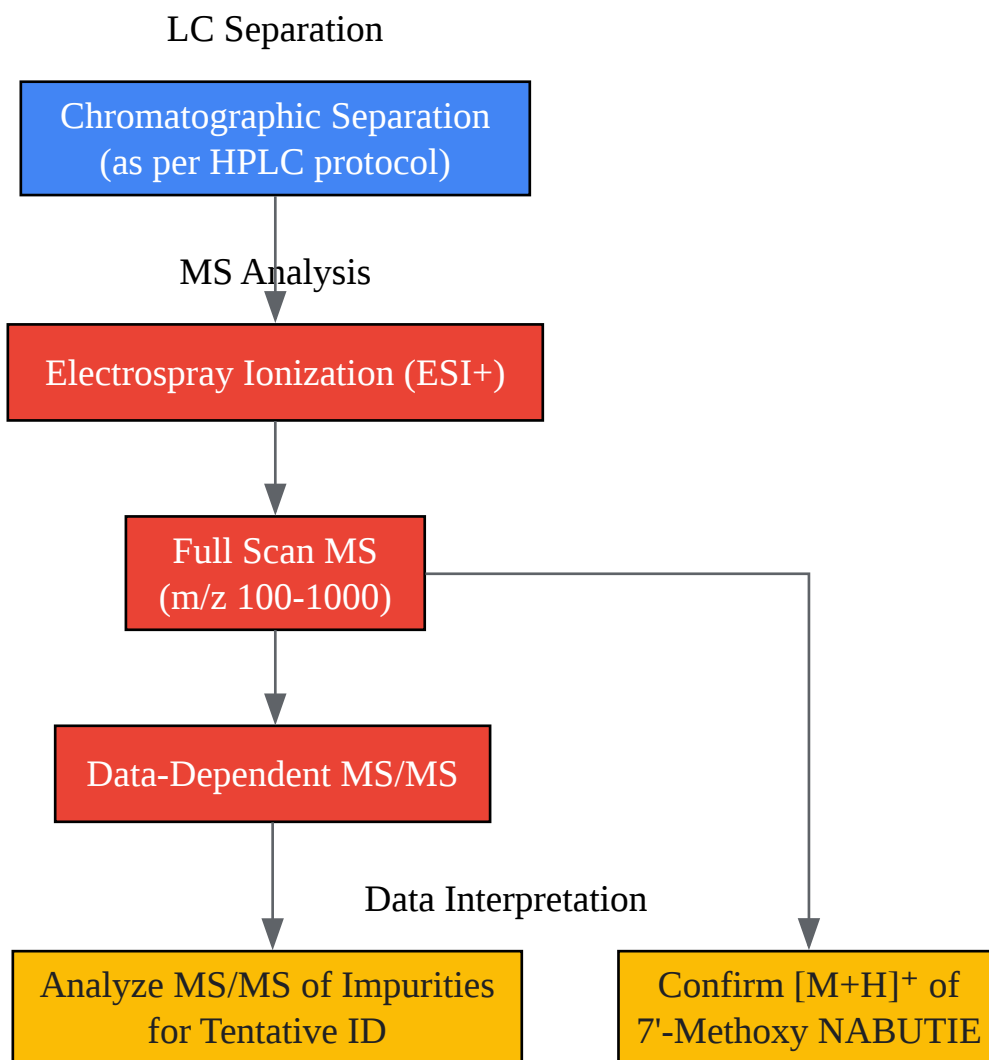 LC Separation
Chromatographic Separation
(as per HPLC protocol)
MS Analysis
Electrospray Ionization (ESI+)
Full Scan MS
(m/z 100-1000)
Data-Dependent MS/MS
Data Interpretation
Analyze MS/MS of Impurities
for Tentative ID
Confirm [M+H]⁺ of
7'-Methoxy NABUTIE